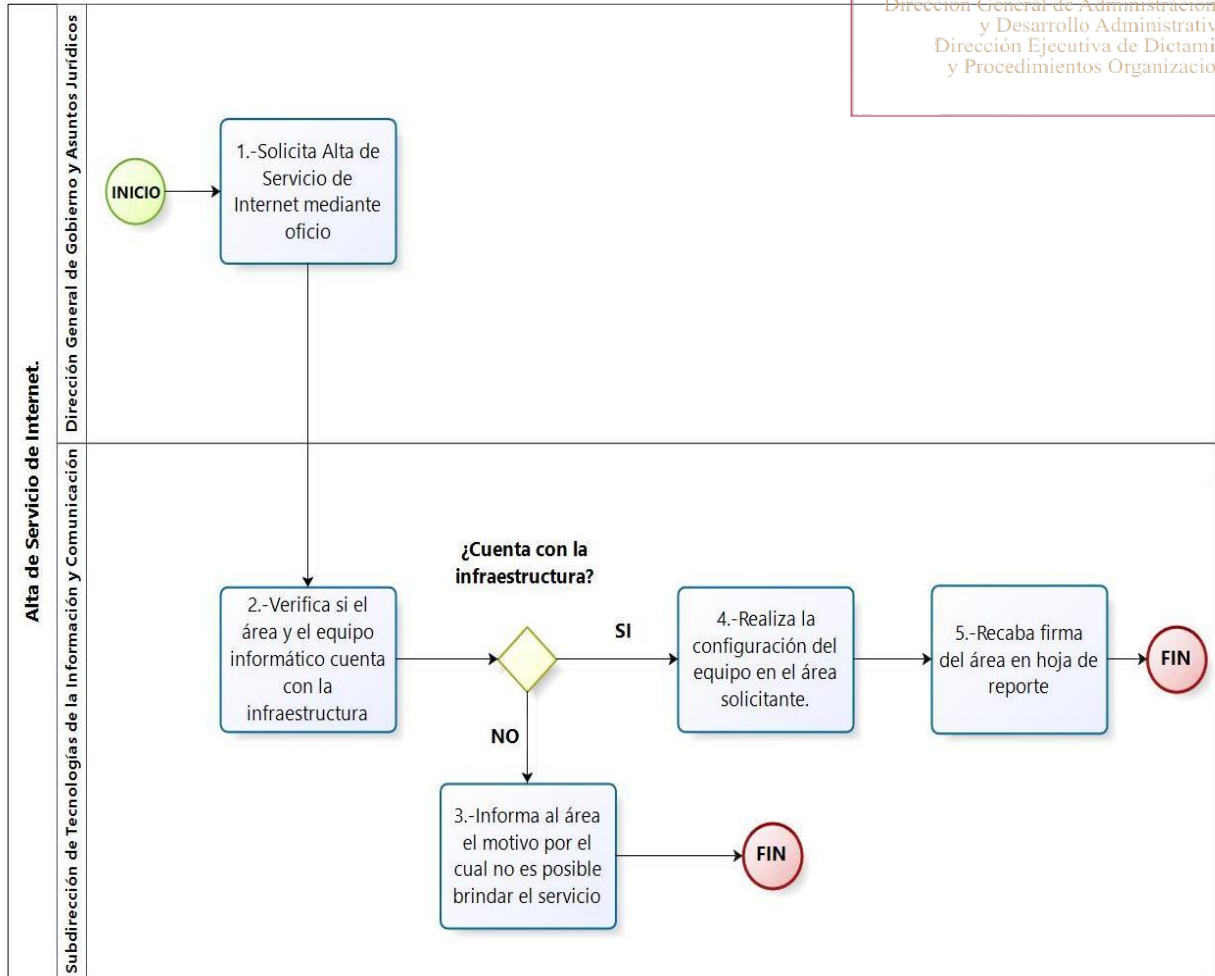 Dirección General de Administración
y Desarrollo Administrativ
Dirección Ejecutiva de Dictami
y Procedimientos Organizacio
Alta de Servicio de Internet.
Dirección General de Gobierno y Asuntos Jurídicos
INICIO
1.-Solicita Alta de
Servicio de
Internet mediante
oficio
Subdirección de Tecnologías de la Información y Comunicación
2.-Verifica si el
área y el equipo
informático cuenta
con la
infraestructura
¿Cuenta con la
infraestructura?
SI
4.-Realiza la
configuración del
equipo en el área
solicitante.
5.-Recaba firma
del área en hoja de
reporte
FIN
NO
3.-Informa al área
el motivo por el
cual no es posible
brindar el servicio
FIN